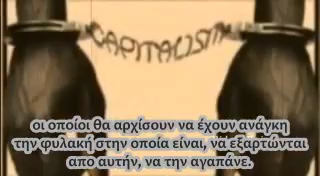 CAPITALISM
οι οποίοι θα αρχίσουν να έχουν ανάγκη
την φυλακή στην οποία είναι, να εξαρτώνται
απο αυτήν, να την αγαπάνε.